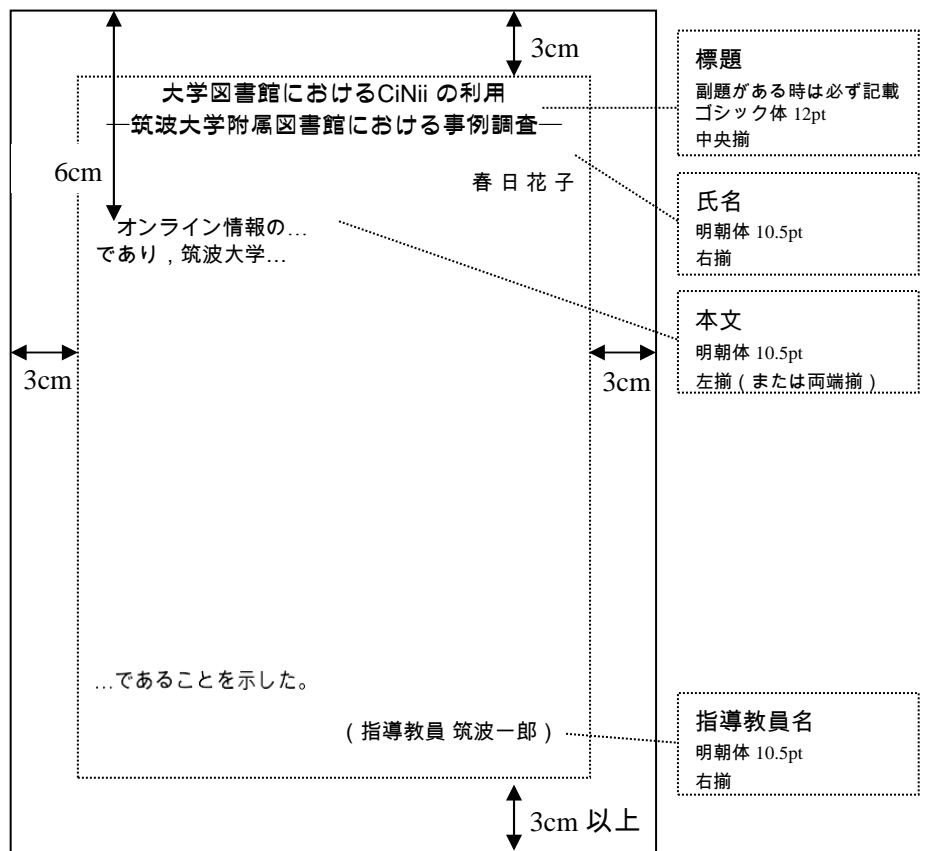 3cm
大学図書館におけるCiNii の利用
―筑波大学附属図書館における事例調査―
6cm
春 日 花 子
オンライン情報の…
であり，筑波大学…
3cm
3cm
…であることを示した。
（指導教員 筑波一郎）
3cm 以上
標題
副題がある時は必ず記載
ゴシック体 12pt
中央揃
氏名
明朝体 10.5pt
右揃
本文
明朝体 10.5pt
左揃（または両端揃）
指導教員名
明朝体 10.5pt
右揃